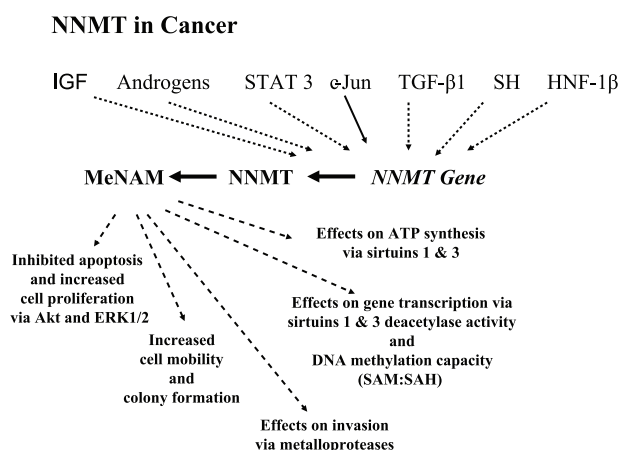 NNMT in Cancer
IGF Androgens STAT 3 c-Jun TGF-β1 SH HNF-1β
MeNAM NNMT NNMT Gene
Effects on ATP synthesis
via sirtuins 1 & 3
Inhibited apoptosis
and increased
cell proliferation
via Akt and ERK1/2
Effects on gene transcription via
sirtuins 1 & 3 deacetylase activity
and
DNA methylation capacity
(SAM:SAH)
Increased
cell mobility
and
colony formation
Effects on invasion
via metalloproteases